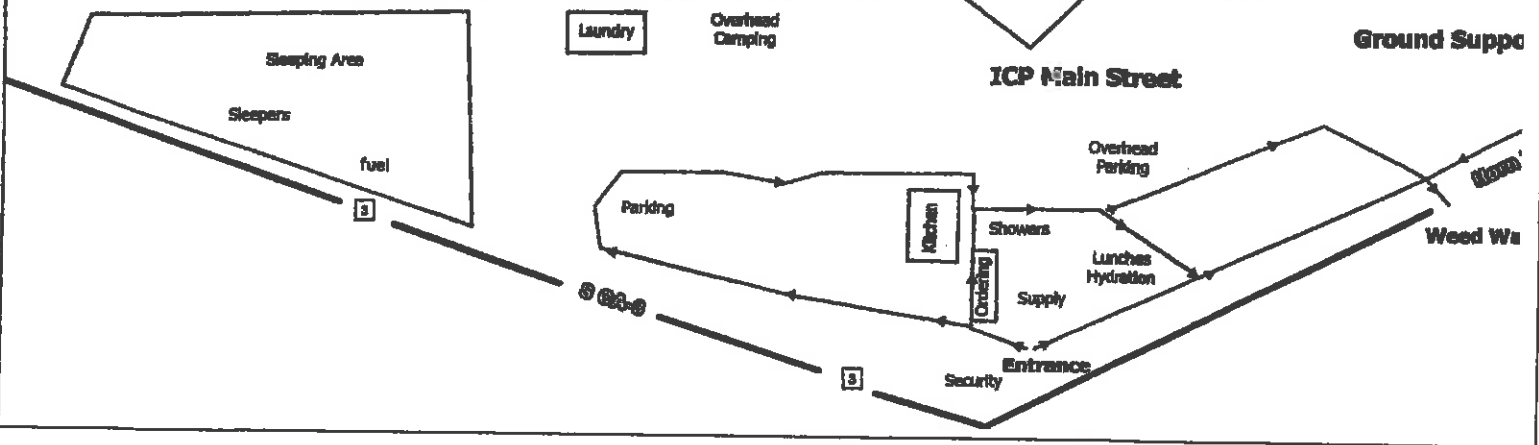 Laundry
Overhead
Camping
Ground Suppo
Sleeping Area
ICP Main Street
Sleepers
fuel
Overhead
Parking
Parking
Kitchen
Showers
Weed Wa
3
Lunches
Hydration
Ordering
Supply
Entrance
3
Security